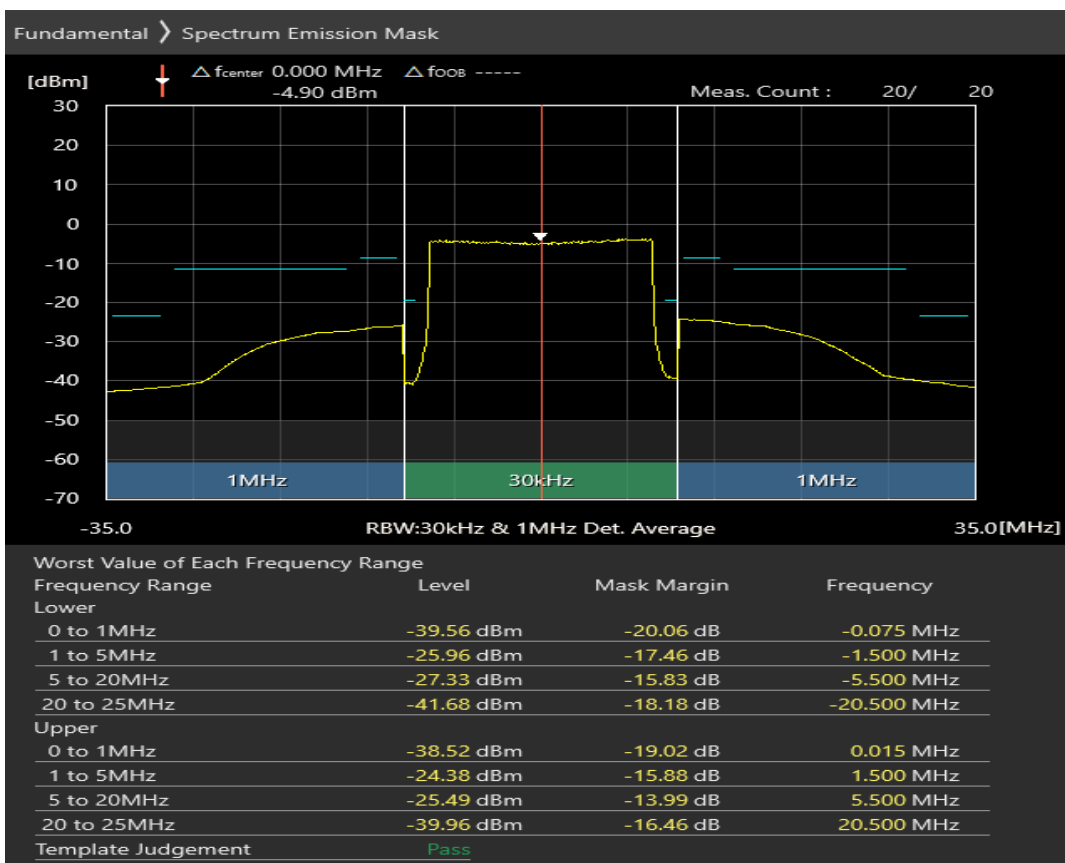 Fundamental 〉 Spectrum Emission Mask
[dBm] △ fcenter 0.000 MHz △ fOOB -----
-4.90 dBm Meas. Count : 20/ 20
30
20
10
0
-10
-20
-30
-40
-50
-60
1MHz 30kHz 1MHz
-70
-35.0 RBW:30kHz & 1MHz Det. Average 35.0[MHz]
Worst Value of Each Frequency Range
Frequency Range Level Mask Margin Frequency
Lower
0 to 1MHz -39.56 dBm -20.06 dB -0.075 MHz
1 to 5MHz -25.96 dBm -17.46 dB -1.500 MHz
5 to 20MHz -27.33 dBm -15.83 dB -5.500 MHz
20 to 25MHz -41.68 dBm -18.18 dB -20.500 MHz
Upper
0 to 1MHz -38.52 dBm -19.02 dB 0.015 MHz
1 to 5MHz -24.38 dBm -15.88 dB 1.500 MHz
5 to 20MHz -25.49 dBm -13.99 dB 5.500 MHz
20 to 25MHz -39.96 dBm -16.46 dB 20.500 MHz
Template Judgement Pass